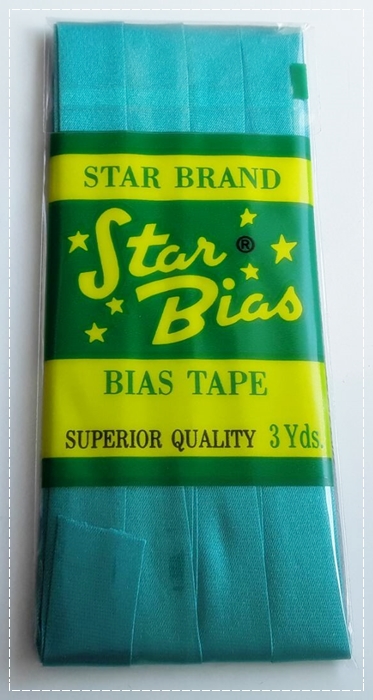 STAR BRAND
Star ®
Bias
BIAS TAPE
SUPERIOR QUALITY 3 Yds.